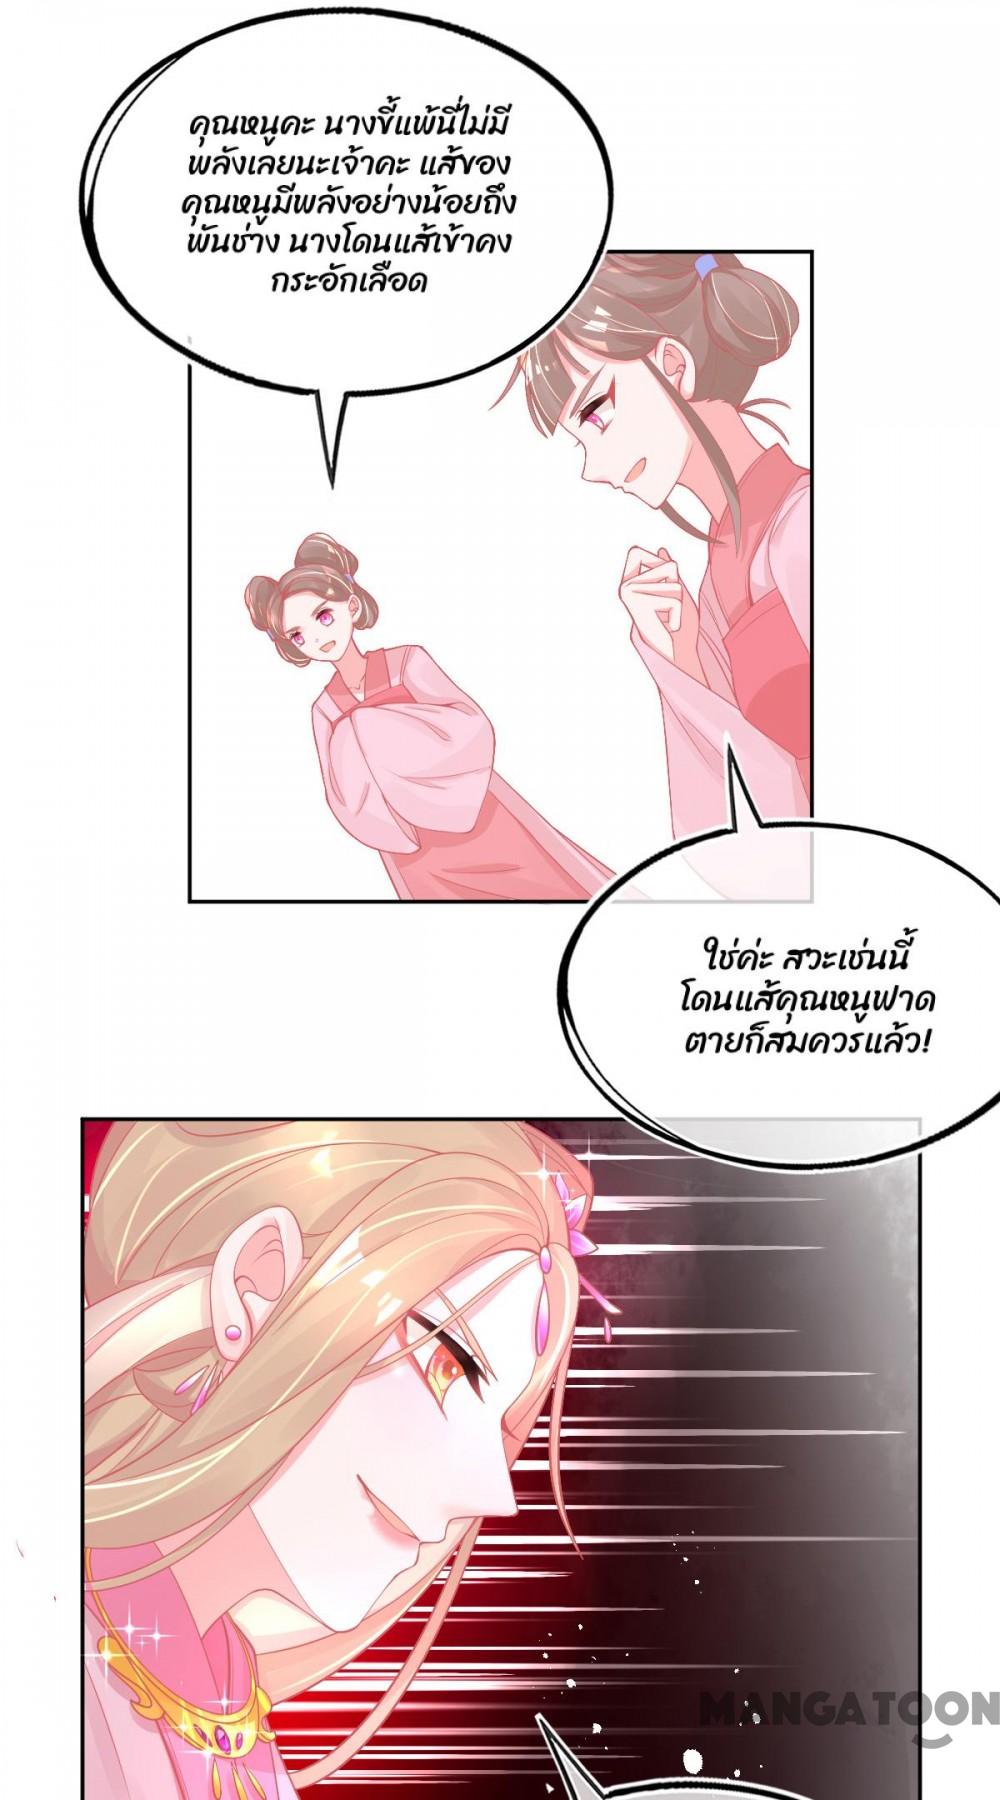 คุณหนูคะ นางขี้แพ้นี่ไม่มี
พลังเลยนะเจ้าคะ แส้ของ
คุณหนูมีพลังอย่างน้อยถึง
พันช่าง นางโดนแส้เข้าคง
กระอักเลือด
ใช่ค่ะ สวะเช่นนี้
โดนแส้คุณหนูฟาด
ตายก็สมควรแล้ว!
MANGATOON